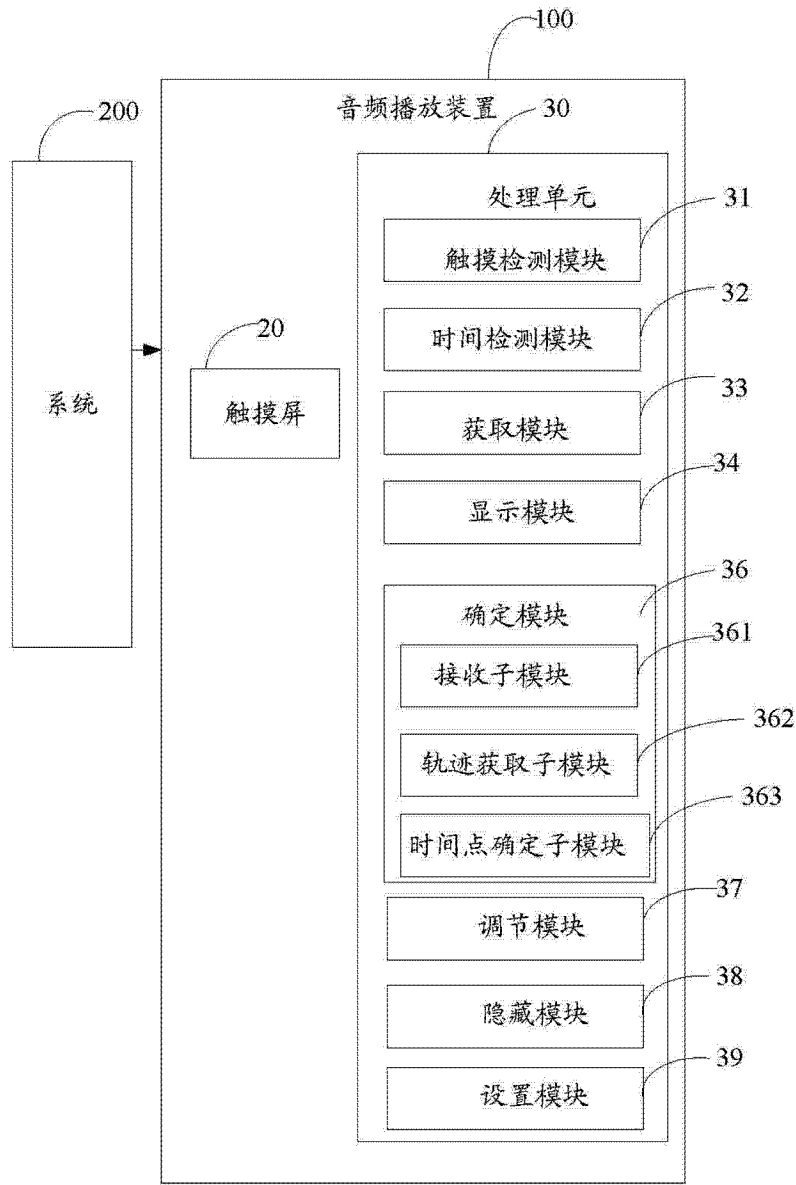 100
音频播放装置
200
30
处理单元
31
触摸检测模块
32
时间检测模块
20
33
系统
触摸屏
获取模块
34
显示模块
36
确定模块
361
接收子模块
362
轨迹获取子模块
363
时间点确定子模块
37
调节模块
38
隐藏模块
39
设置模块